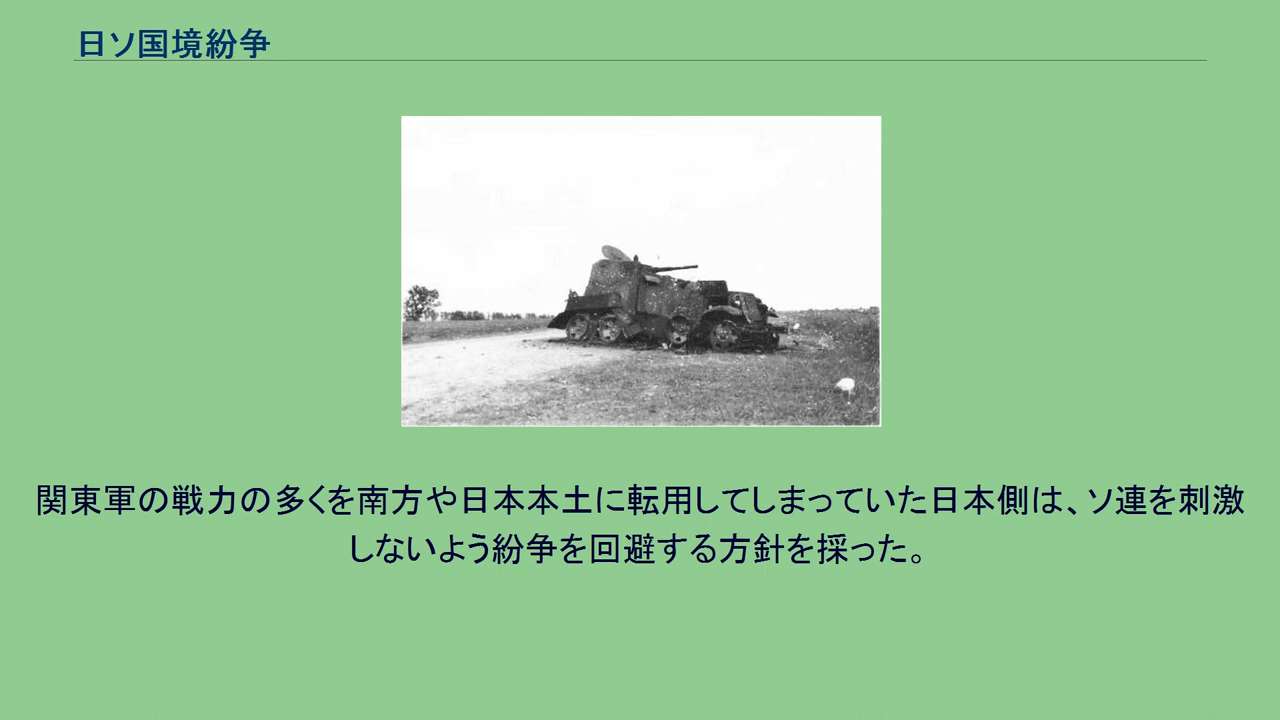 日ソ国境紛争
関東軍の戦力の多くを南方や日本本土に転用してしまっていた日本側は、ソ連を刺激
しないよう紛争を回避する方針を採った。